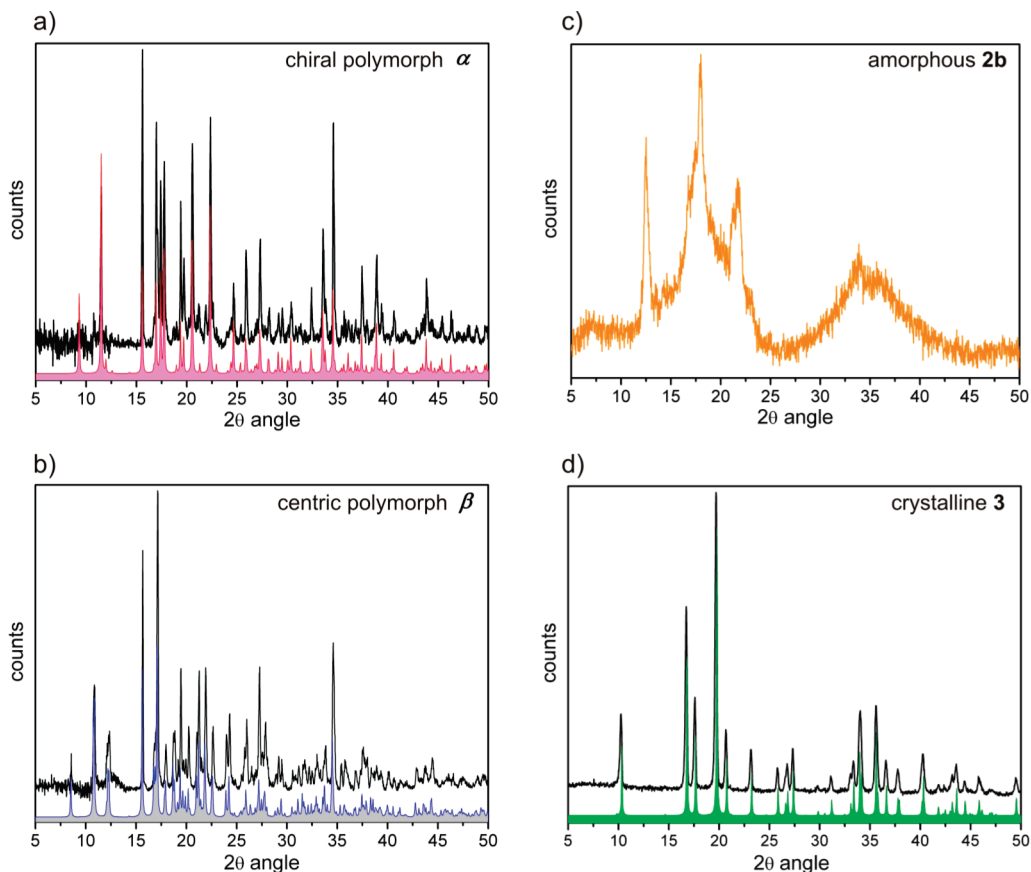 a)
chiral polymorph α
counts
5 10 15 20 25 30 35 40 45 50
2θ angle
c)
amorphous 2b
counts
5 10 15 20 25 30 35 40 45 50
2θ angle
b)
centric polymorph β
counts
5 10 15 20 25 30 35 40 45 50
2θ angle
d)
crystalline 3
counts
5 10 15 20 25 30 35 40 45 50
2θ angle